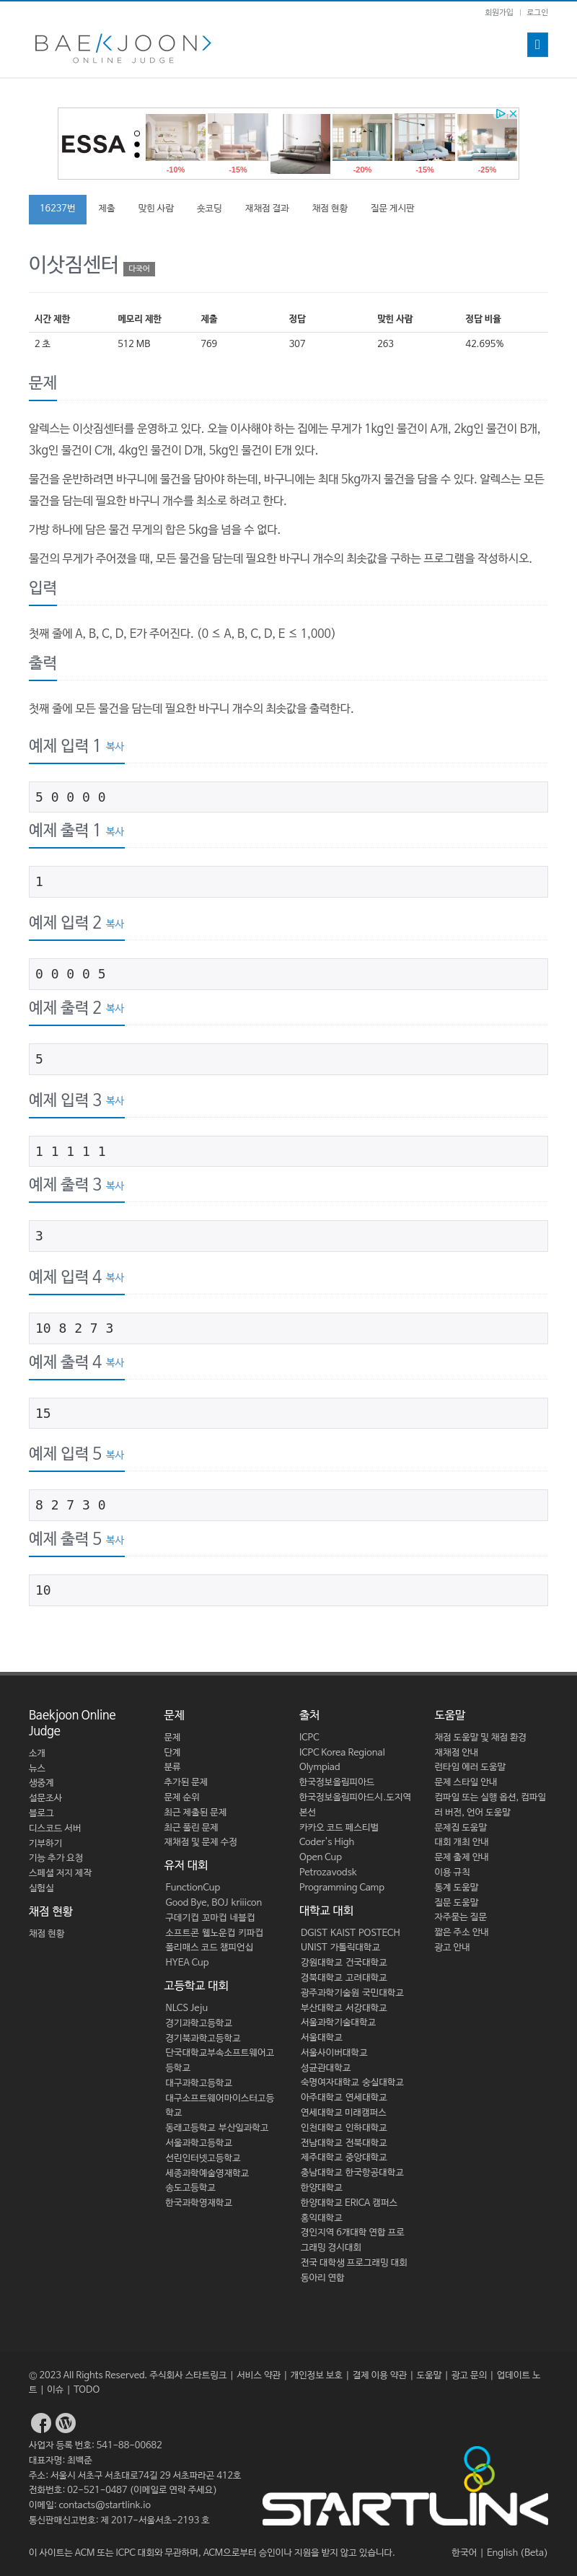 회원가입 | 로그인
BAEKJOON
ONLINE JUDGE
ESSA
-10% -15% -20% -15% -25%
16237번 제출 맞힌 사람 숏코딩 재채점 결과 채점 현황 질문 게시판
이삿짐센터 다국어
시간 제한 메모리 제한 제출 정답 맞힌 사람 정답 비율
2 초 512 MB 769 307 263 42.695%
문제
알렉스는 이삿짐센터를 운영하고 있다. 오늘 이사해야 하는 집에는 무게가 1kg인 물건이 A개, 2kg인 물건이 B개,
3kg인 물건이 C개, 4kg인 물건이 D개, 5kg인 물건이 E개 있다.
물건을 운반하려면 바구니에 물건을 담아야 하는데, 바구니에는 최대 5kg까지 물건을 담을 수 있다. 알렉스는 모든
물건을 담는데 필요한 바구니 개수를 최소로 하려고 한다.
가방 하나에 담은 물건 무게의 합은 5kg을 넘을 수 없다.
물건의 무게가 주어졌을 때, 모든 물건을 담는데 필요한 바구니 개수의 최솟값을 구하는 프로그램을 작성하시오.
입력
첫째 줄에 A, B, C, D, E가 주어진다. (0 ≤ A, B, C, D, E ≤ 1,000)
출력
첫째 줄에 모든 물건을 담는데 필요한 바구니 개수의 최솟값을 출력한다.
예제 입력 1 복사
5 0 0 0 0
예제 출력 1 복사
1
예제 입력 2 복사
0 0 0 0 5
예제 출력 2 복사
5
예제 입력 3 복사
1 1 1 1 1
예제 출력 3 복사
3
예제 입력 4 복사
10 8 2 7 3
예제 출력 4 복사
15
예제 입력 5 복사
8 2 7 3 0
예제 출력 5 복사
10
Baekjoon Online
Judge
소개
뉴스
생중계
설문조사
블로그
디스코드 서버
기부하기
기능 추가 요청
스페셜 저지 제작
실험실
채점 현황
채점 현황
문제
문제
단계
분류
추가된 문제
문제 순위
최근 제출된 문제
최근 풀린 문제
재채점 및 문제 수정
유저 대회
FunctionCup
Good Bye, BOJ kriiicon
구데기컵 꼬마컵 네블컵
소프트콘 웰노운컵 키파컵
폴리매스 코드 챔피언십
HYEA Cup
고등학교 대회
NLCS Jeju
경기과학고등학교
경기북과학고등학교
단국대학교부속소프트웨어고
등학교
대구과학고등학교
대구소프트웨어마이스터고등
학교
동래고등학교 부산일과학고
서울과학고등학교
선린인터넷고등학교
세종과학예술영재학교
송도고등학교
한국과학영재학교
출처
ICPC
ICPC Korea Regional
Olympiad
한국정보올림피아드
한국정보올림피아드시.도지역
본선
카카오 코드 페스티벌
Coder's High
Open Cup
Petrozavodsk
Programming Camp
대학교 대회
DGIST KAIST POSTECH
UNIST 가톨릭대학교
강원대학교 건국대학교
경북대학교 고려대학교
광주과학기술원 국민대학교
부산대학교 서강대학교
서울과학기술대학교
서울대학교
서울사이버대학교
성균관대학교
숙명여자대학교 숭실대학교
아주대학교 연세대학교
연세대학교 미래캠퍼스
인천대학교 인하대학교
전남대학교 전북대학교
제주대학교 중앙대학교
충남대학교 한국항공대학교
한양대학교
한양대학교 ERICA 캠퍼스
홍익대학교
경인지역 6개대학 연합 프로
그래밍 경시대회
전국 대학생 프로그래밍 대회
동아리 연합
도움말
채점 도움말 및 채점 환경
재채점 안내
런타임 에러 도움말
문제 스타일 안내
컴파일 또는 실행 옵션, 컴파일
러 버전, 언어 도움말
문제집 도움말
대회 개최 안내
문제 출제 안내
이용 규칙
통계 도움말
질문 도움말
자주묻는 질문
짧은 주소 안내
광고 안내
© 2023 All Rights Reserved. 주식회사 스타트링크 | 서비스 약관 | 개인정보 보호 | 결제 이용 약관 | 도움말 | 광고 문의 | 업데이트 노
트 | 이슈 | TODO
사업자 등록 번호: 541-88-00682
대표자명: 최백준
주소: 서울시 서초구 서초대로74길 29 서초파라곤 412호
전화번호: 02-521-0487 (이메일로 연락 주세요)
이메일: contacts@startlink.io
통신판매신고번호: 제 2017-서울서초-2193 호
STARTLINK
이 사이트는 ACM 또는 ICPC 대회와 무관하며, ACM으로부터 승인이나 지원을 받지 않고 있습니다.
한국어 | English (Beta)